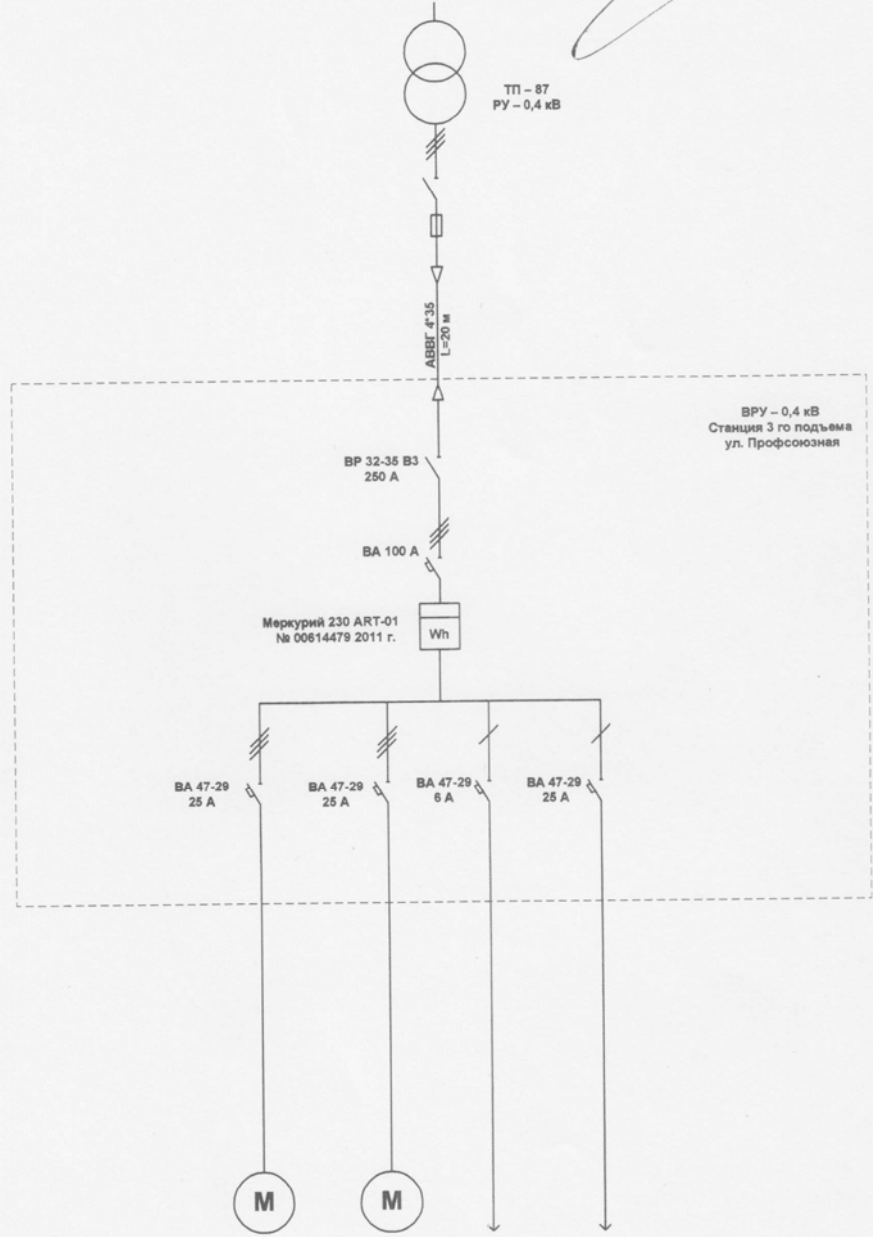 ТП – 87
РУ – 0,4 кВ
АВВГ 4*35
L=20 м
ВРУ – 0,4 кВ
Станция 3 го подъема
ул. Профсоюзная
ВР 32-35 В3
250 А
ВА 100 А
Меркурий 230 ART-01
№ 00614479 2011 г.
Wh
ВА 47-29
25 А
ВА 47-29
25 А
ВА 47-29
6 А
ВА 47-29
25 А
М
М